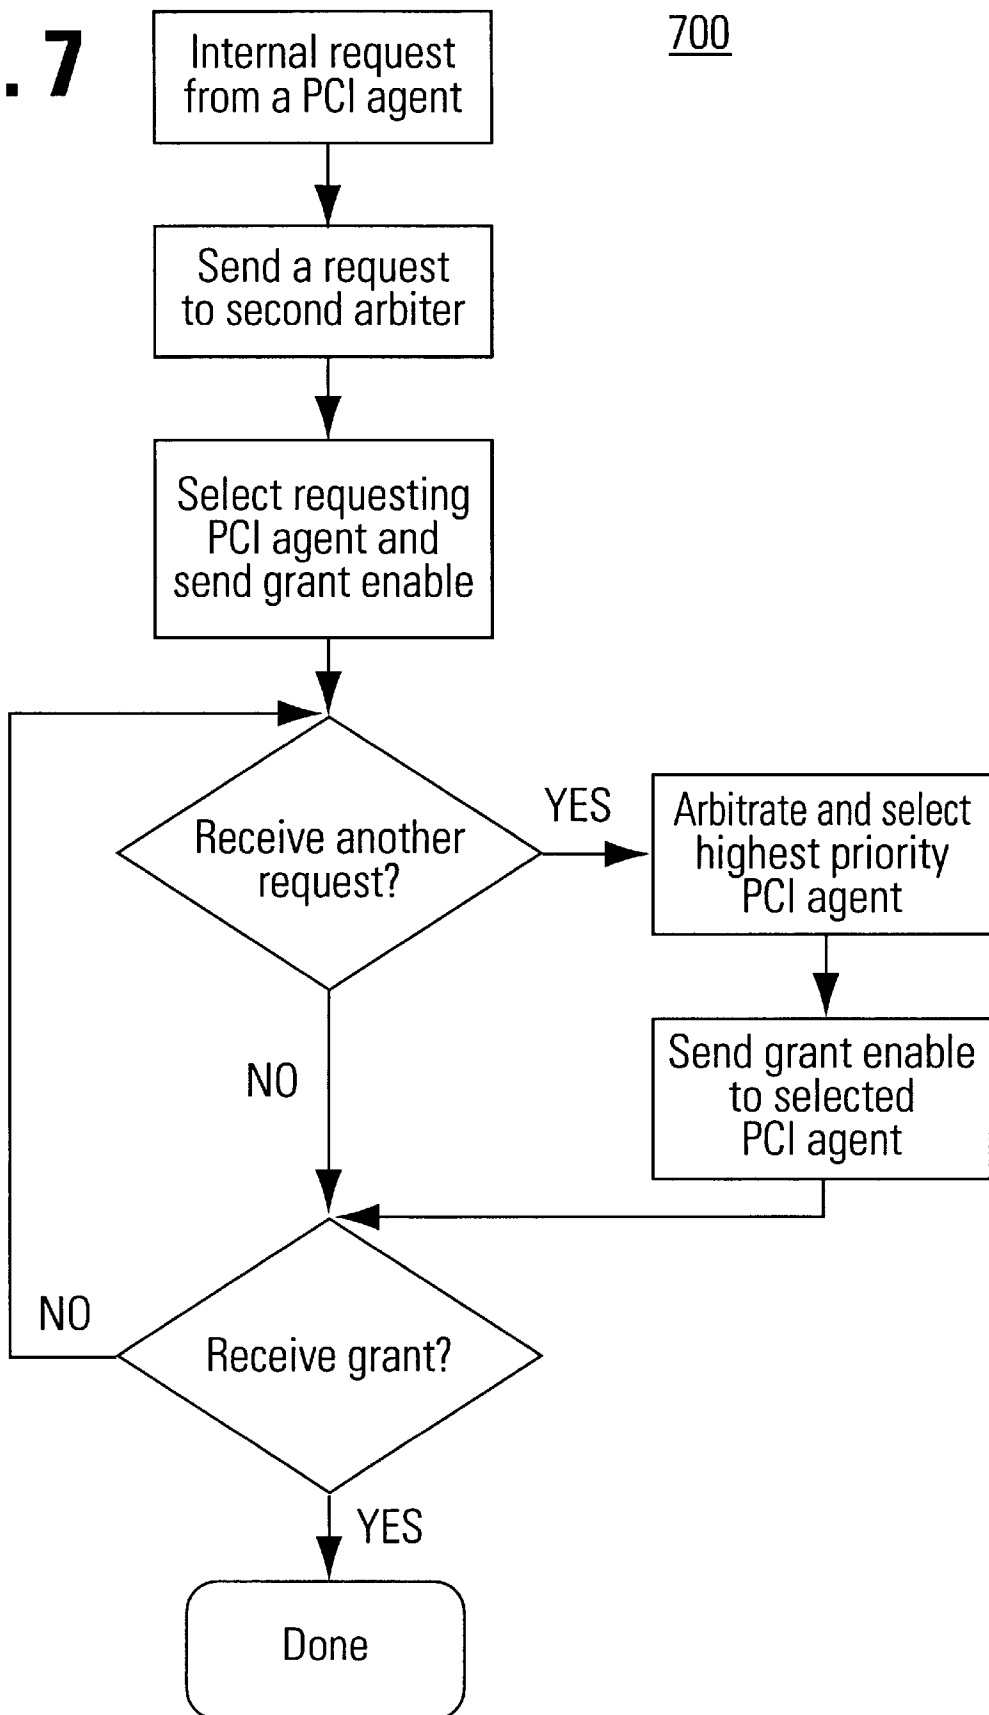 . 7
700
Internal request
from a PCI agent
Send a request
to second arbiter
Select requesting
PCI agent and
send grant enable
Receive another
request?
YES
Arbitrate and select
highest priority
PCI agent
Send grant enable
to selected
PCI agent
NO
Receive grant?
NO
YES
Done